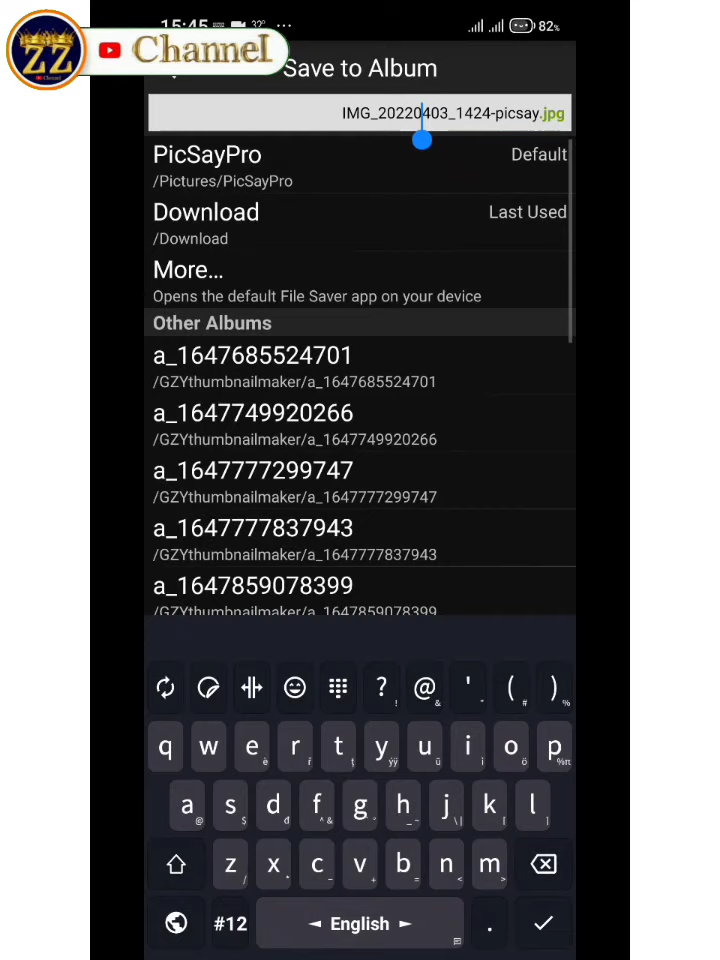 15:45 32° ... 82%
ZZ Channel
Channel
Save to Album
IMG_20220403_1424-picsay.jpg
PicSayPro Default
/Pictures/PicSayPro
Download Last Used
/Download
More...
Opens the default File Saver app on your device
Other Albums
a_1647685524701
/GZYthumbnailmaker/a_1647685524701
a_1647749920266
/GZYthumbnailmaker/a_1647749920266
a_1647777299747
/GZYthumbnailmaker/a_1647777299747
a_1647777837943
/GZYthumbnailmaker/a_1647777837943
a_1647859078399
/GZYthumbnailmaker/a_1647859078399
? ! @ & ' " ( # ) %
q w e r t y u i o p
a s d f g h j k l
z x c v b n m
#12 ◄ English ► .